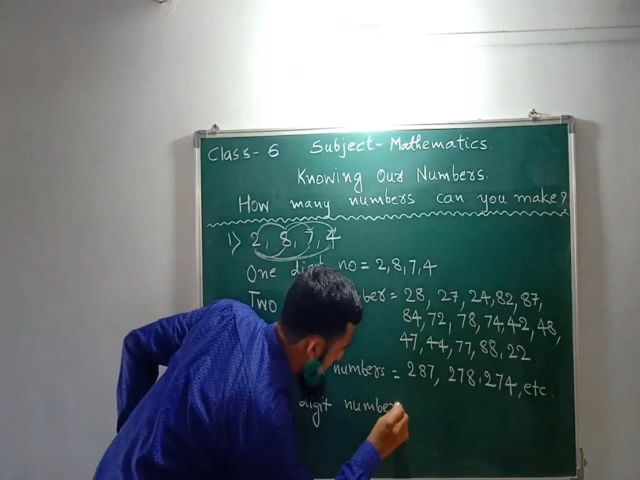 Class- 6 Subject- Mathematics
Knowing Our Numbers.
How many numbers can you make?
1) 2, 8, 7, 4
One digit no = 2,8,7,4
Two = 28, 27, 24, 82, 87,
84, 72, 78, 74, 42, 48,
47, 44, 77, 88, 22
numbers = 287, 278, 274, etc.
digit number